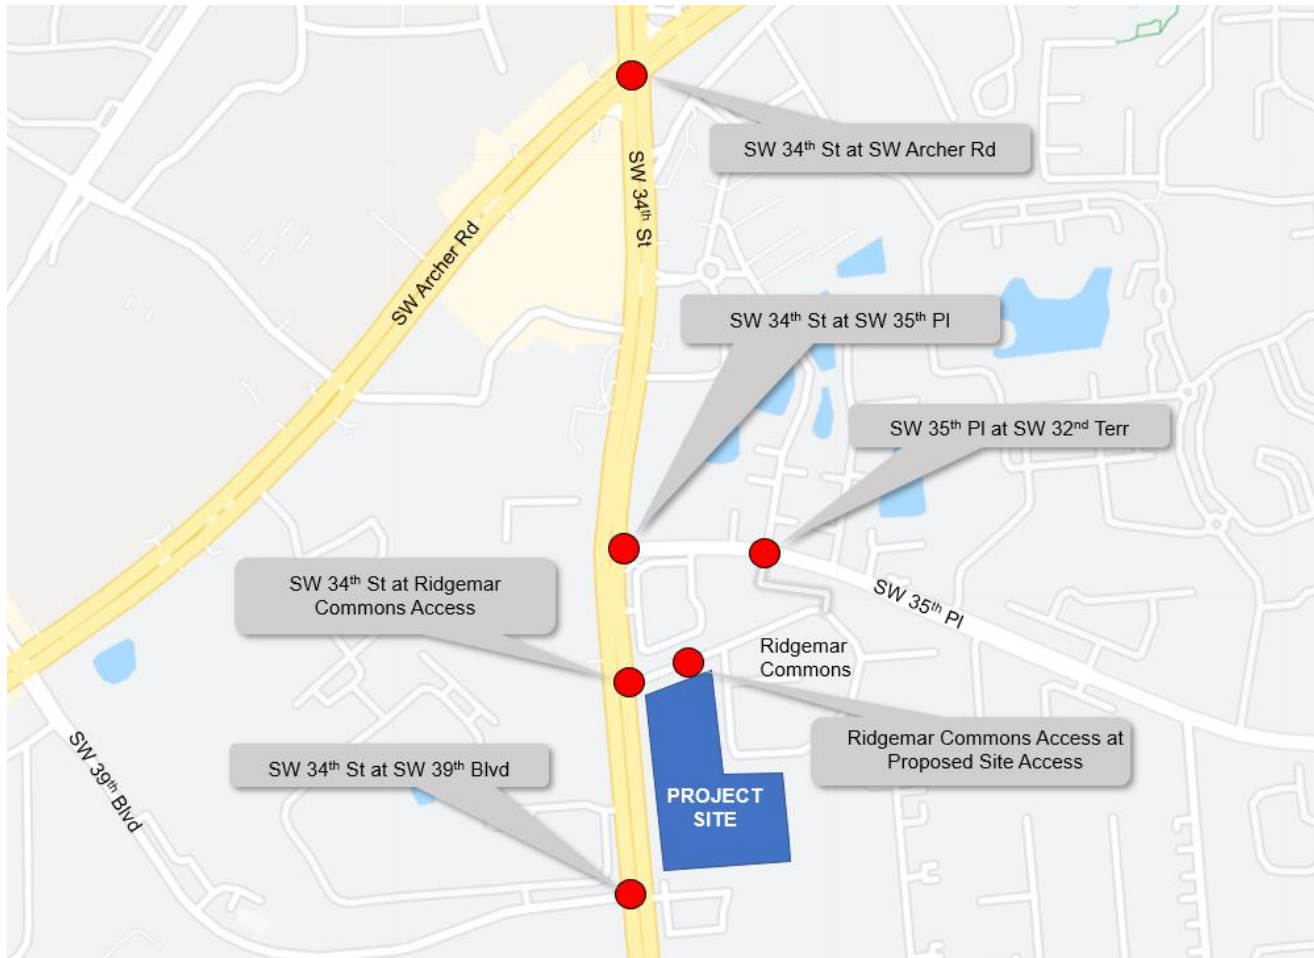 SW 34th St at SW Archer Rd
SW 34th St
SW Archer Rd
SW 34th St at SW 35th Pl
SW 35th Pl at SW 32nd Terr
SW 34th St at Ridgemar
Commons Access
SW 35th Pl
Ridgemar
Commons
Ridgemar Commons Access at
Proposed Site Access
SW 34th St at SW 39th Blvd
SW 39th Blvd
PROJECT
SITE